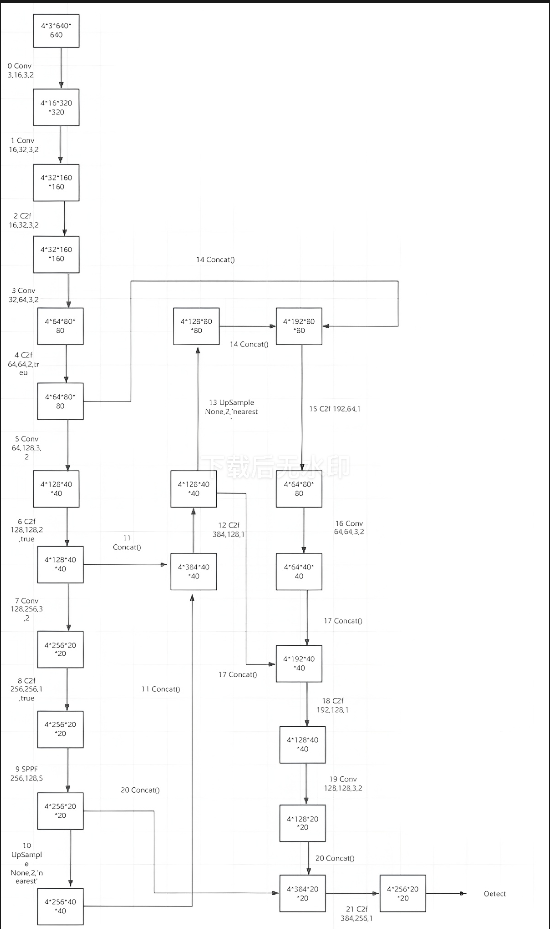 4*3*640*
640
0 Conv
3,16,3,2
4*16*320
*320
1 Conv
16,32,3,2
4*32*160
*160
2 C2f
16,32,3,2
4*32*160
*160
3 Conv
32,64,3,2
4*64*80*
80
4 C2f
64,64,2,tr
eu
4*64*80*
80
5 Conv
64,128,3,
2
4*128*40
*40
6 C2f
128,128,2
,true
4*128*40
*40
7 Conv
128,256,3
,2
4*256*20
*20
8 C2f
256,256,1
,true
4*256*20
*20
9 SPPF
256,128,5
4*256*20
*20
10
UpSampl
e
None,2,'n
earest'
4*256*40
*40
11
Concat()
11 Concat()
4*384*40
*40
12 C2f
384,128,1
4*128*40
*40
13 UpSample
None,2,'nearest
'
4*128*80
*80
14 Concat()
14 Concat()
4*192*80
*80
15 C2f 192,64,1
4*64*80*
80
16 Conv
64,64,3,2
4*64*40*
40
17 Concat()
17 Concat()
4*192*40
*40
18 C2f
192,128,1
4*128*40
*40
19 Conv
128,128,3,2
4*128*20
*20
20 Concat()
20 Concat()
4*384*20
*20
21 C2f
384,256,1
4*256*20
*20
Detect
下载后无水印